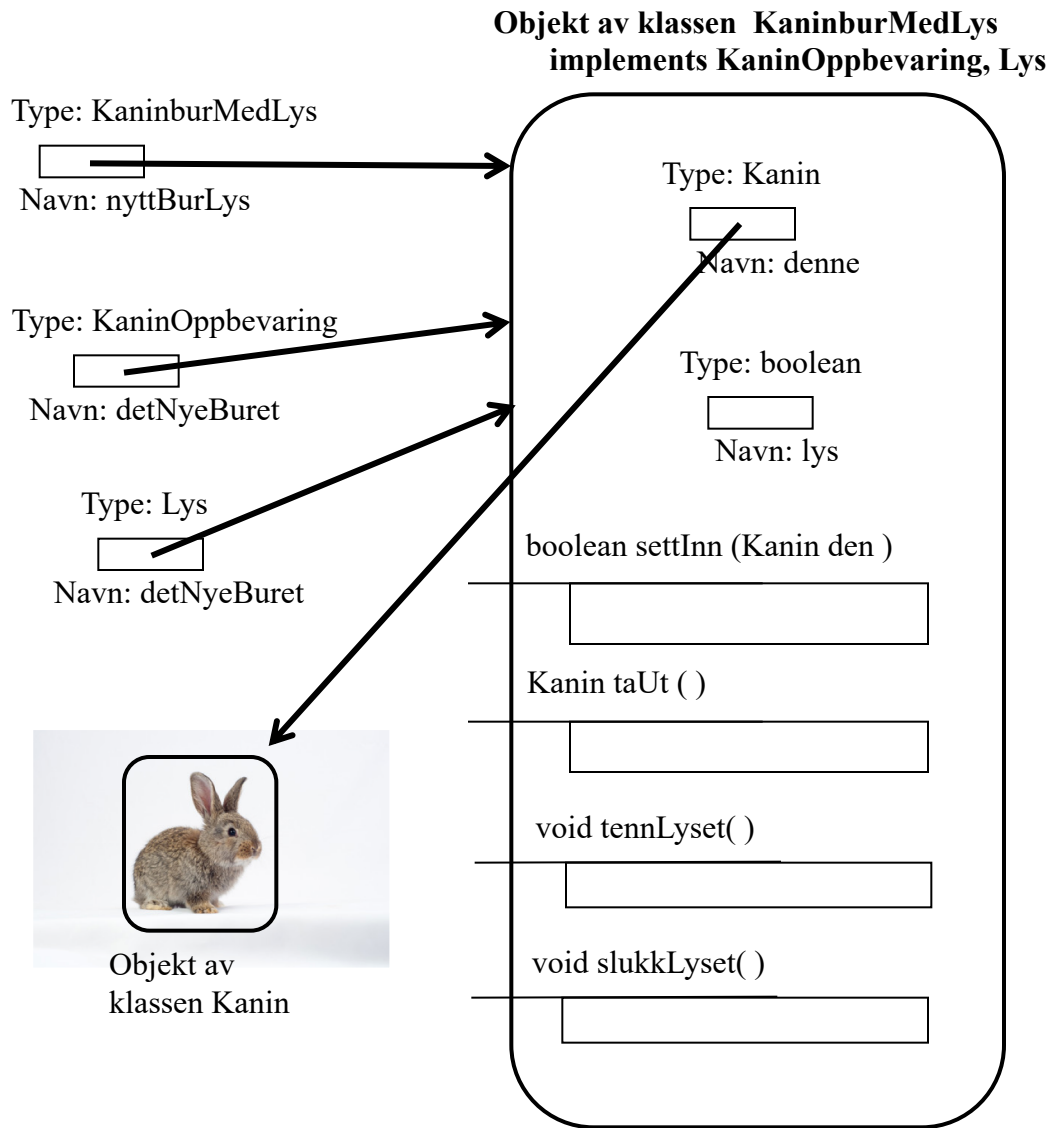 Objekt av klassen KaninburMedLys
implements KaninOppbevaring, Lys
Type: KaninburMedLys
Navn: nyttBurLys
Type: KaninOppbevaring
Navn: detNyeBuret
Type: Lys
Navn: detNyeBuret
Objekt av
klassen Kanin
Type: Kanin
Navn: denne
Type: boolean
Navn: lys
boolean settInn (Kanin den )
Kanin taUt ( )
void tennLyset( )
void slukkLyset( )